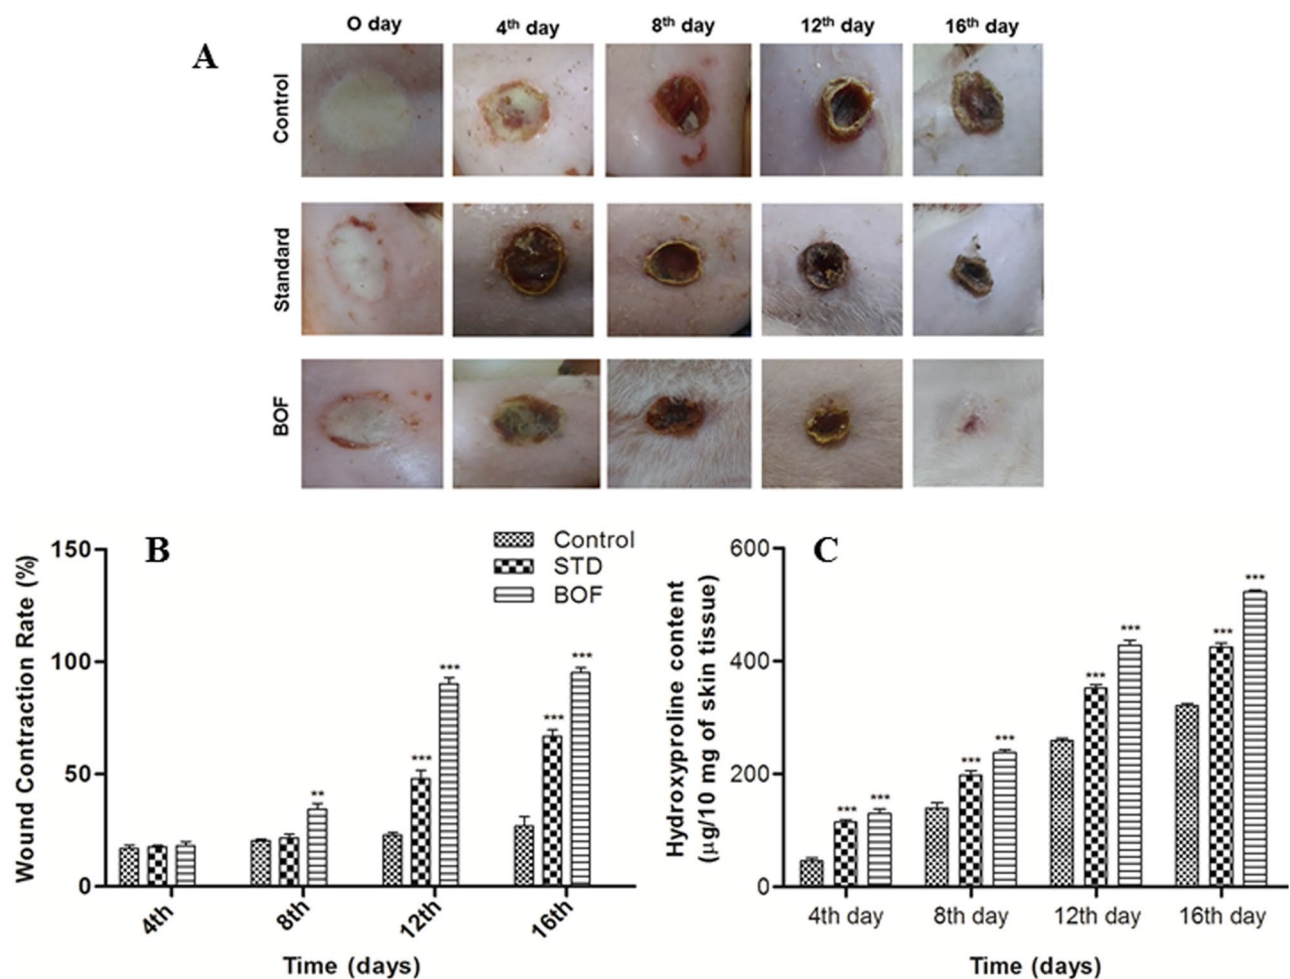 O day 4th day 8th day 12th day 16th day
A
Control
Standard
BOF
B
Control
STD
BOF
Wound Contraction Rate (%)
150
100
50
0
** *** *** *** ***
4th 8th 12th 16th
Time (days)
C
Hydroxyproline content
(µg/10 mg of skin tissue)
600
400
200
0
*** *** *** *** *** *** *** ***
4th day 8th day 12th day 16th day
Time (days)